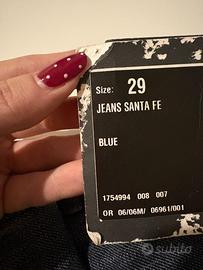 Size: 29
JEANS SANTA FE
BLUE
1754994 008 007
OR 06/06M/ 06961/001
subito